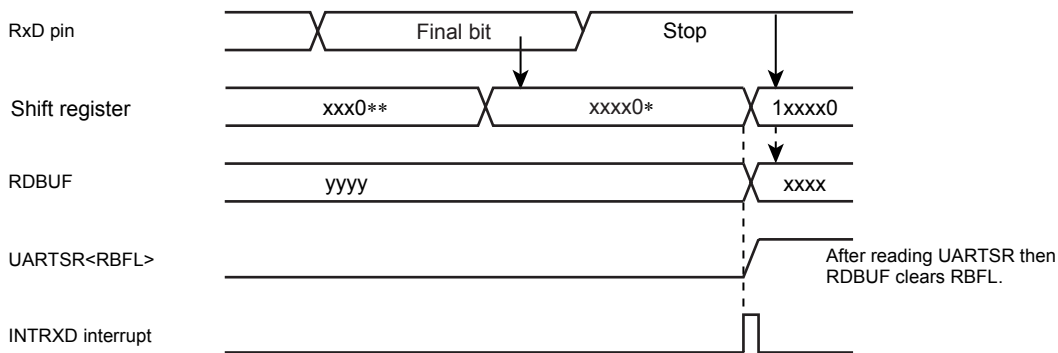 RxD pin
Final bit
Stop
Shift register
xxx0**
xxxx0*
1xxxx0
RDBUF
yyyy
xxxx
UARTSR<RBFL>
After reading UARTSR then
RDBUF clears RBFL.
INTRXD interrupt